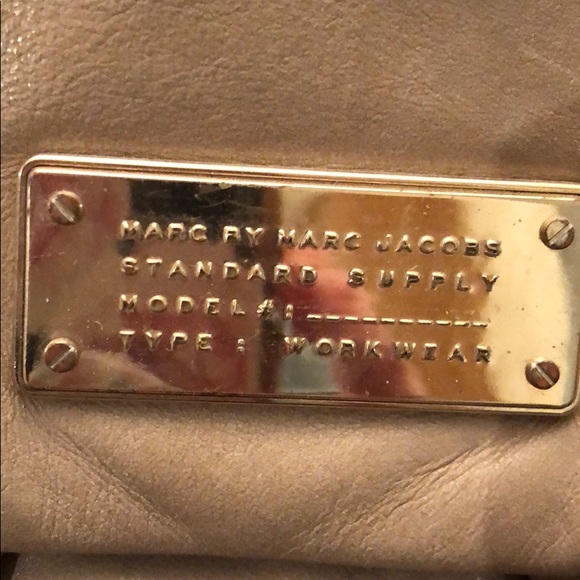 MARC BY MARC JACOBS
STANDARD SUPPLY
MODEL #: __________
TYPE : WORKWEAR